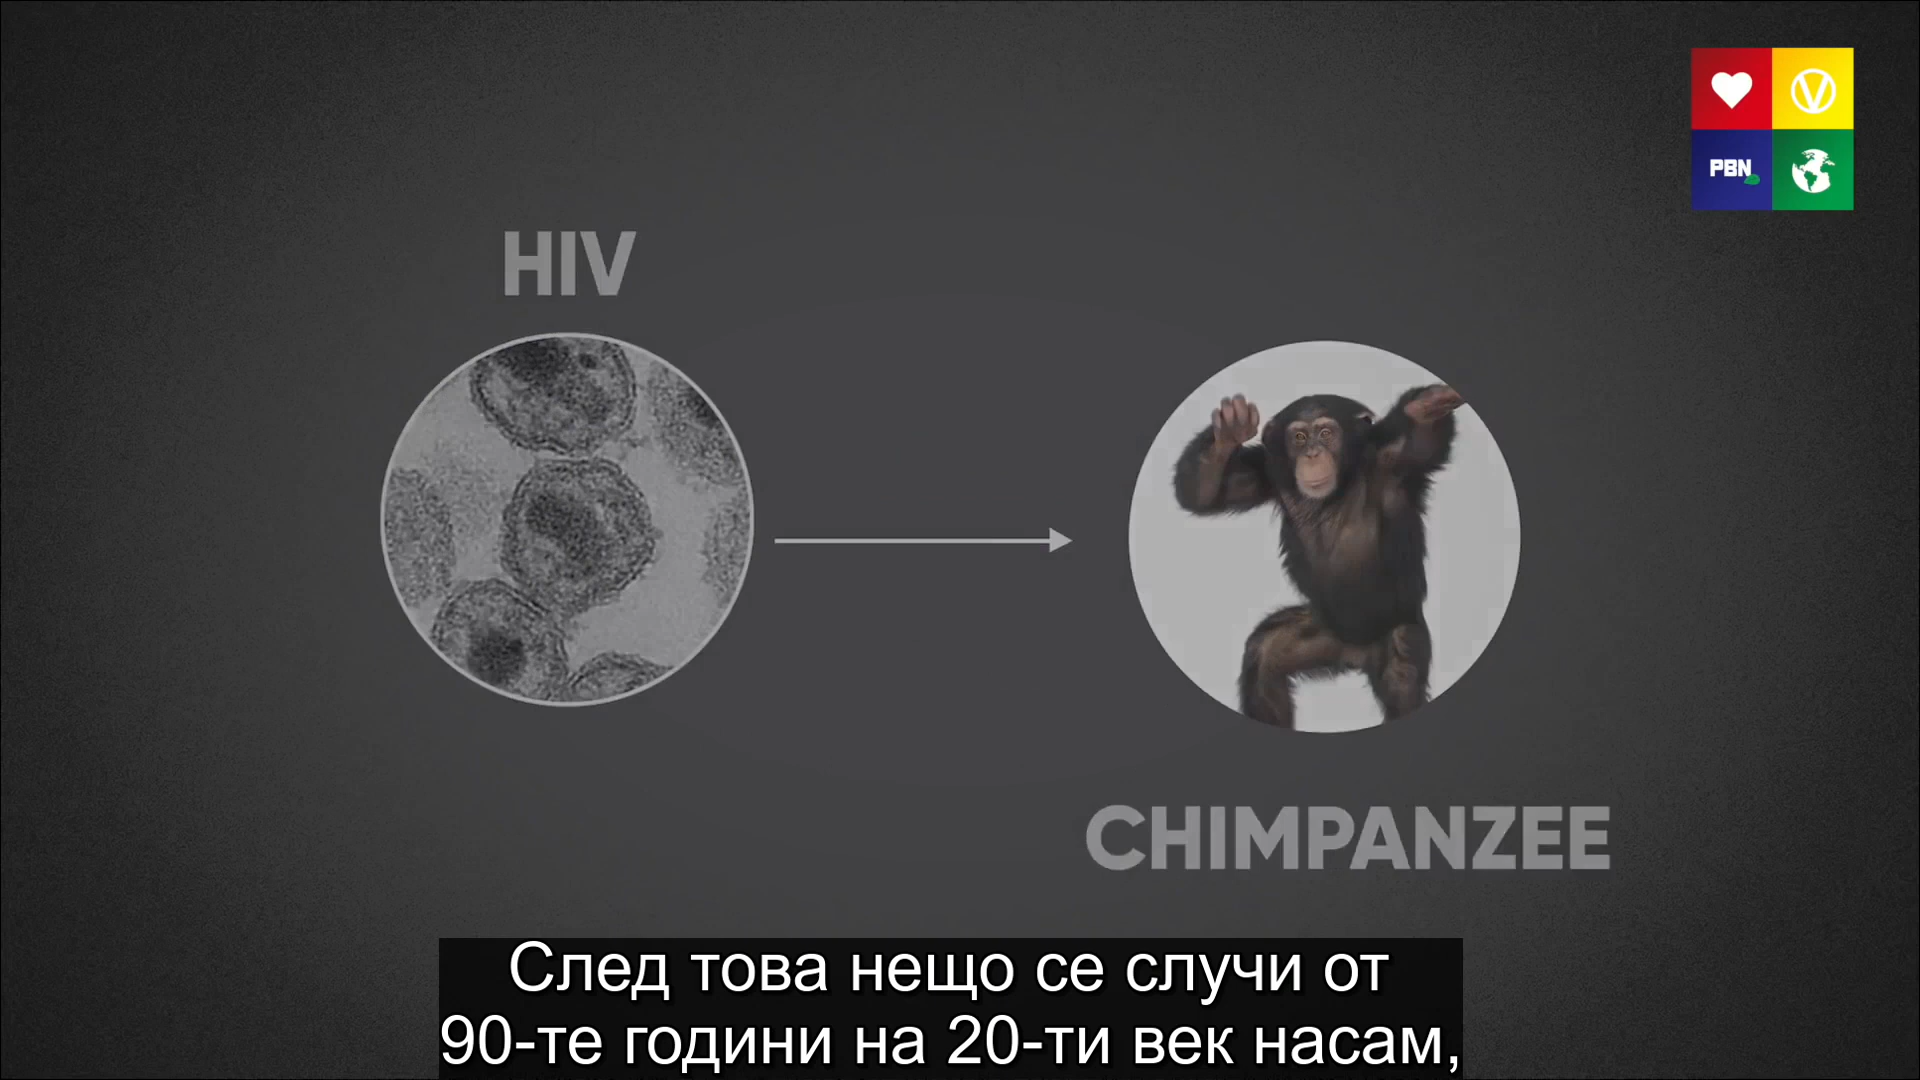 PBN
HIV
CHIMPANZEE
След това нещо се случи от
90-те години на 20-ти век насам,